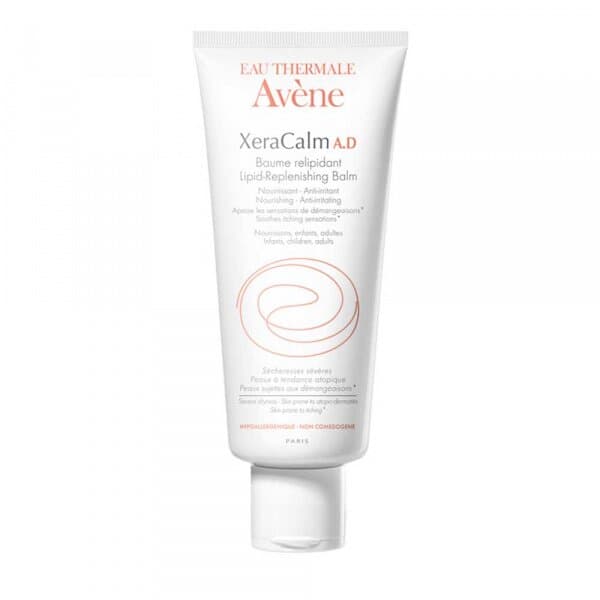 EAU THERMALE
Avène
XeraCalm A.D
Baume relipidant
Lipid-Replenishing Balm
Nourrissant - Anti-irritant
Nourishing - Anti-irritating
Apaise les sensations de démangeaisons*
Soothes itching sensations*
Nourrissons, enfants, adultes
Infants, children, adults
Sécheresses sévères
Peaux à tendance atopique
Peaux sujettes aux démangeaisons*
Severe dryness - Skin prone to atopic dermatitis
Skin prone to itching*
HYPOALLERGENIQUE - NON COMEDOGENE
PARIS